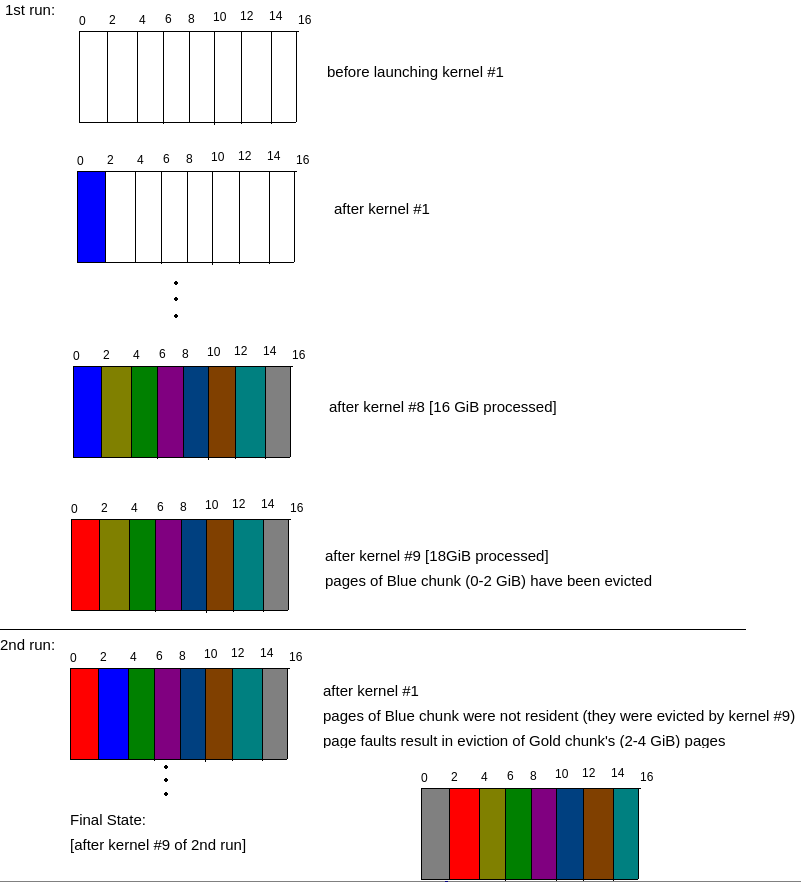 1st run:
0 2 4 6 8 10 12 14 16
before launching kernel #1
0 2 4 6 8 10 12 14 16
after kernel #1
0 2 4 6 8 10 12 14 16
after kernel #8 [16 GiB processed]
0 2 4 6 8 10 12 14 16
after kernel #9 [18GiB processed]
pages of Blue chunk (0-2 GiB) have been evicted
2nd run:
0 2 4 6 8 10 12 14 16
after kernel #1
pages of Blue chunk were not resident (they were evicted by kernel #9)
page faults result in eviction of Gold chunk's (2-4 GiB) pages
0 2 4 6 8 10 12 14 16
Final State:
[after kernel #9 of 2nd run]